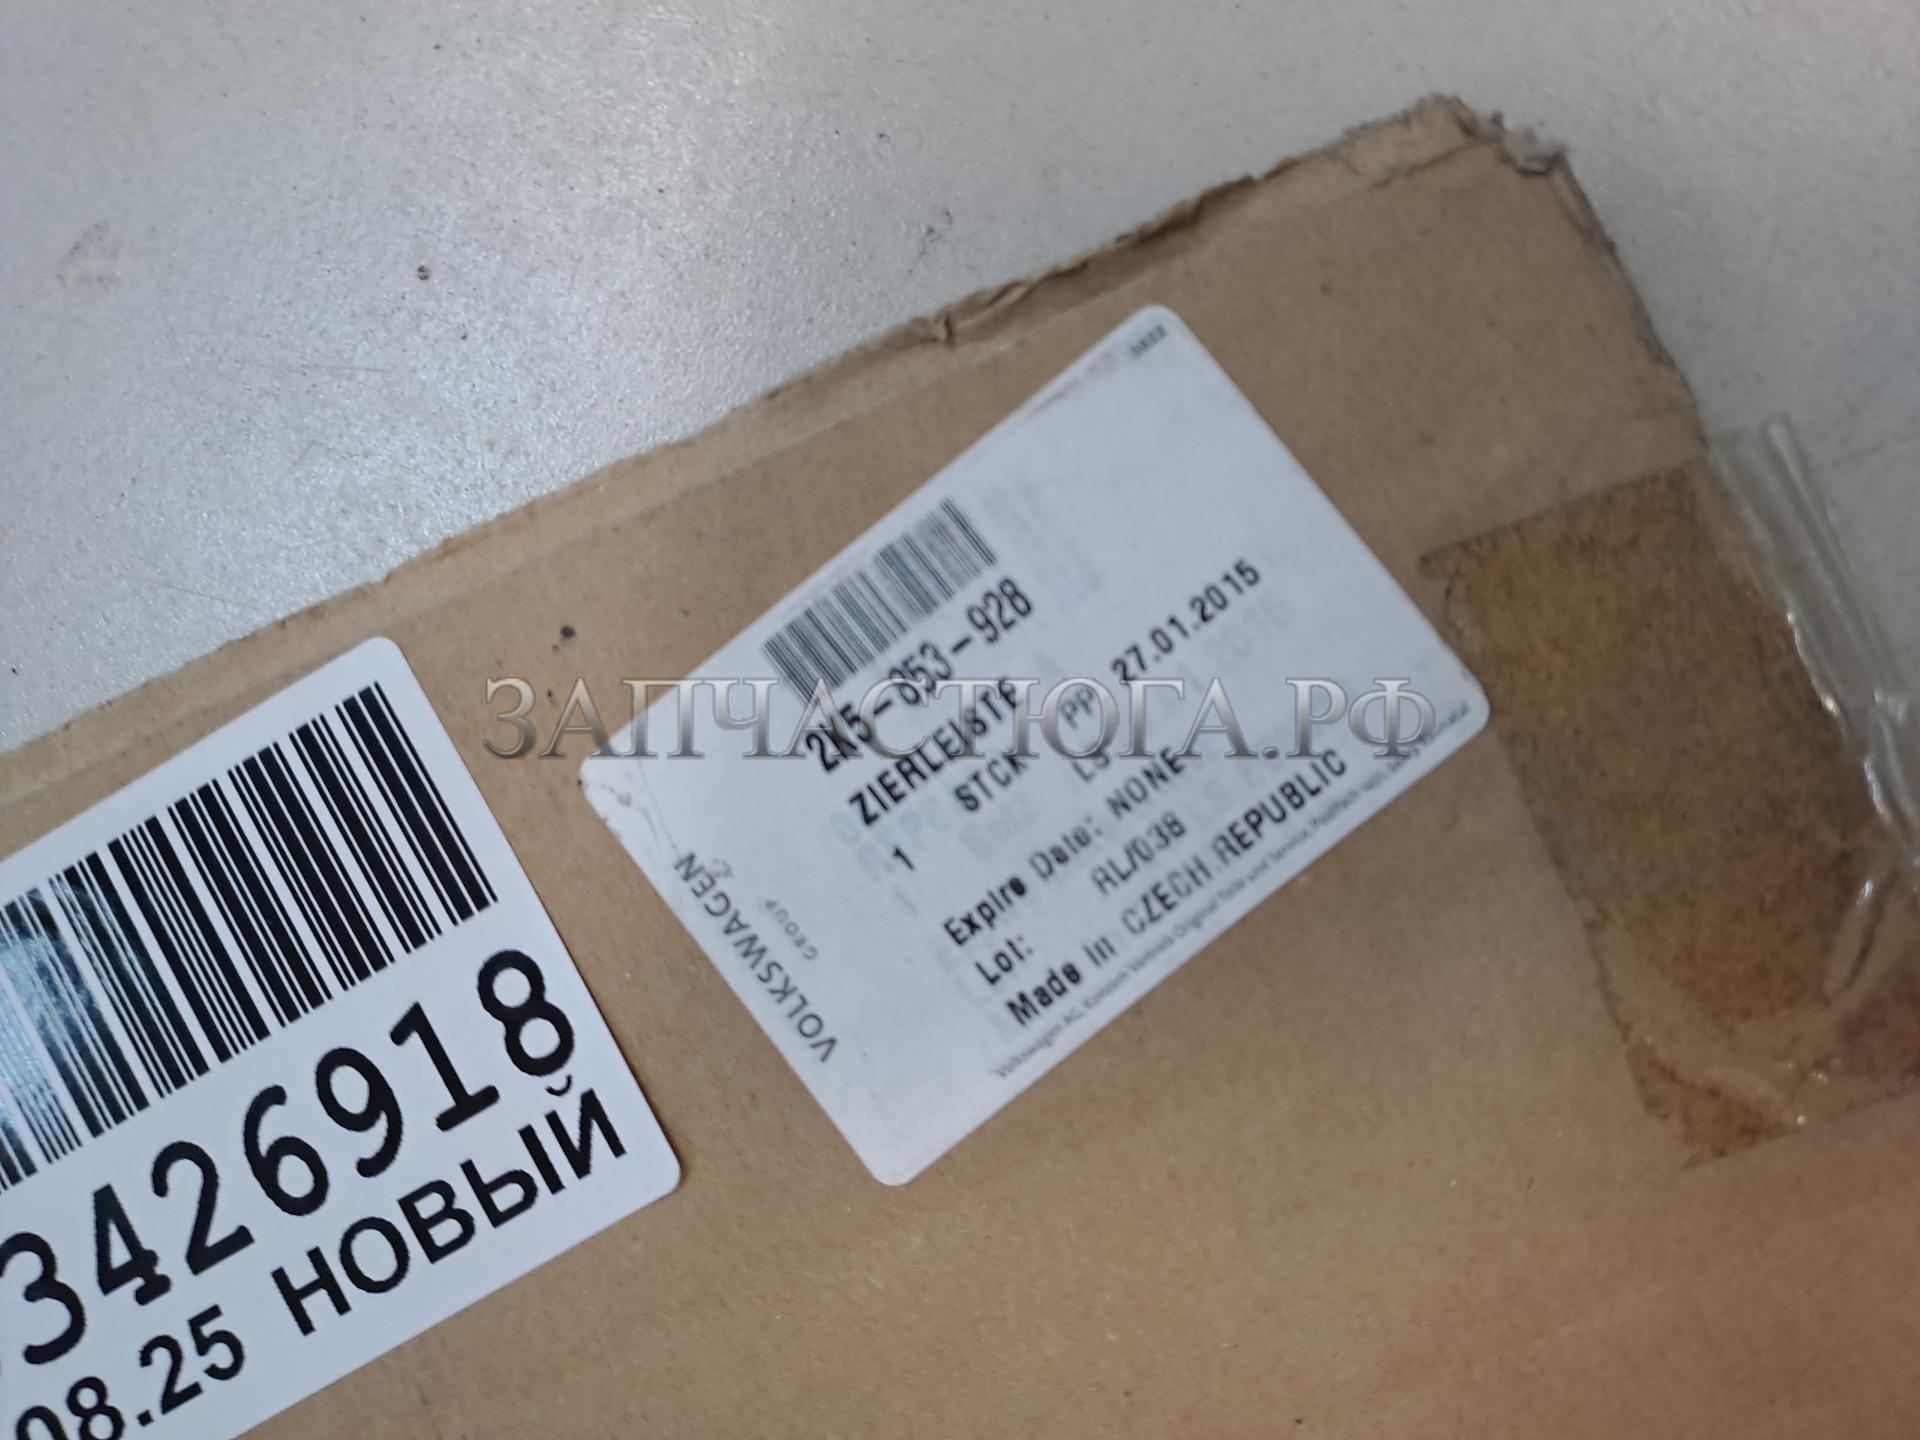 2K5-853-928
ZIERLEISTE
1 STCK PP 27.01.2015
LS
Expire Date: NONE
Lot: RL/038
Made in CZECH.REPUBLIC
VOLKSWAGEN
GROUP
ЗАПЧАСТЮГА.РФ
3426918
08.25 НОВЫЙ